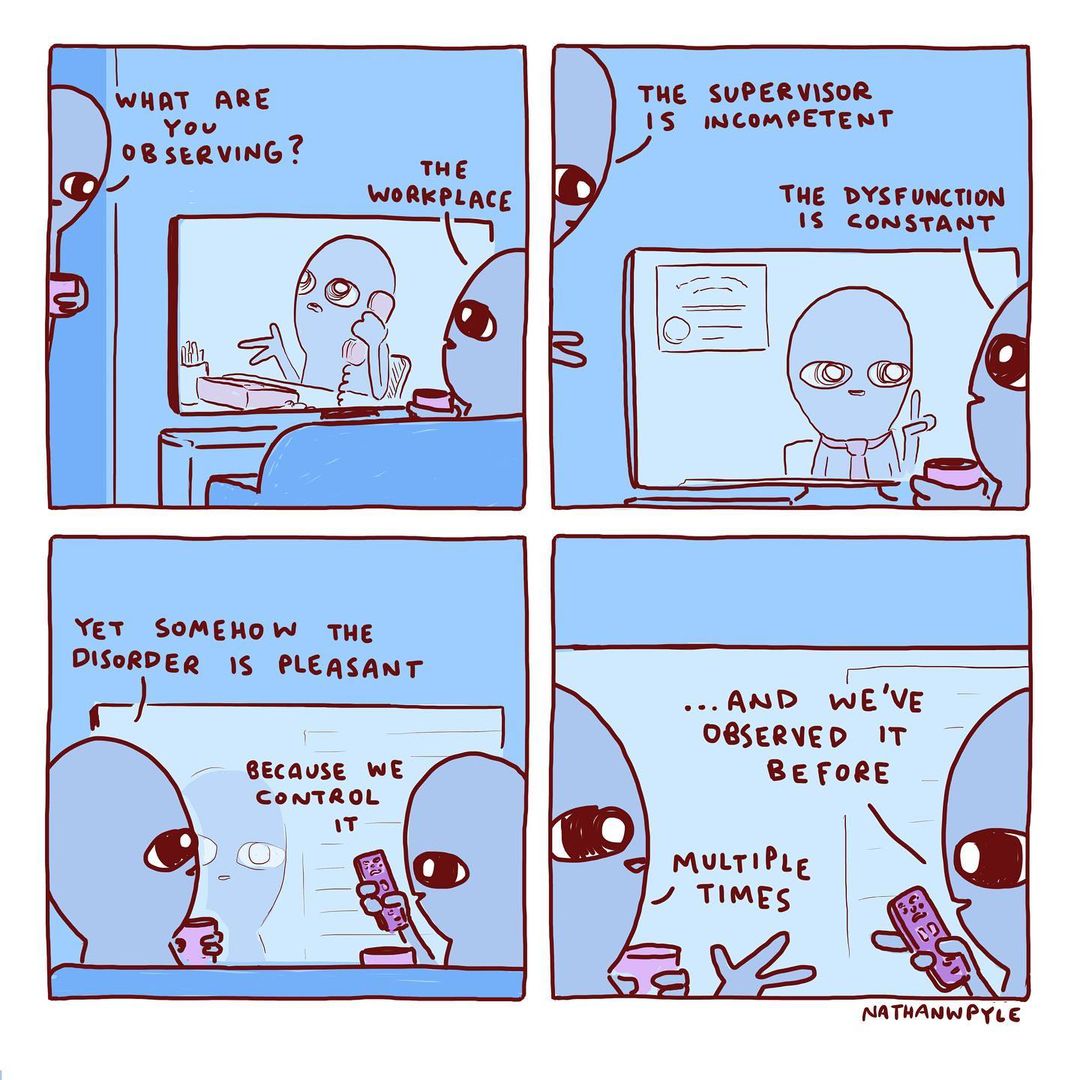 WHAT ARE
YOU
OBSERVING?
THE
WORKPLACE
THE SUPERVISOR
IS INCOMPETENT
THE DYSFUNCTION
IS CONSTANT
YET SOMEHOW THE
DISORDER IS PLEASANT
BECAUSE WE
CONTROL
IT
...AND WE'VE
OBSERVED IT
BEFORE
MULTIPLE
TIMES
NATHANWPYLE